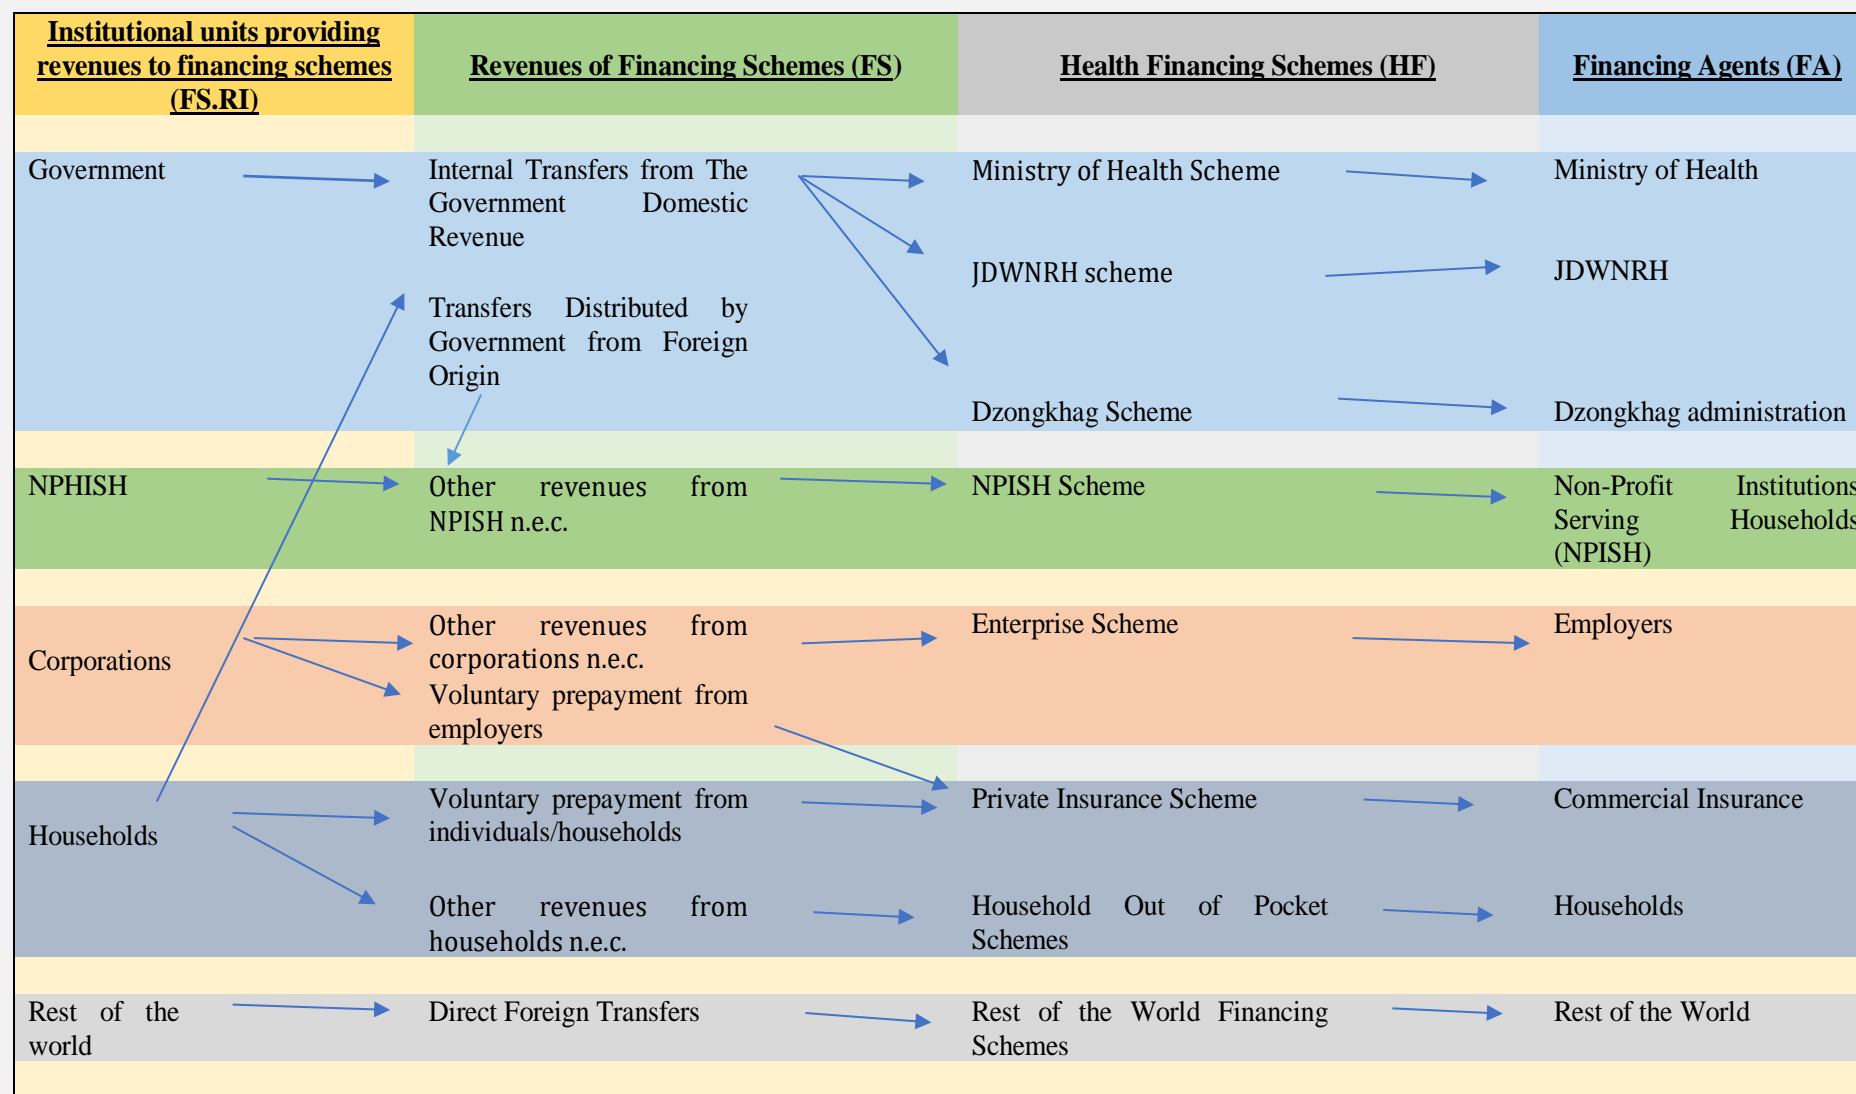 Institutional units providing
revenues to financing schemes
(FS.RI)
Revenues of Financing Schemes (FS)
Health Financing Schemes (HF)
Financing Agents (FA)
Government
Internal Transfers from The
Government Domestic
Revenue
Transfers Distributed by
Government from Foreign
Origin
Ministry of Health Scheme
JDWNRH scheme
Dzongkhag Scheme
Ministry of Health
JDWNRH
Dzongkhag administration
NPHISH
Other revenues from
NPISH n.e.c.
NPISH Scheme
Non-Profit Institutions
Serving Households
(NPISH)
Corporations
Other revenues from
corporations n.e.c.
Voluntary prepayment from
employers
Enterprise Scheme
Employers
Households
Voluntary prepayment from
individuals/households
Other revenues from
households n.e.c.
Private Insurance Scheme
Household Out of Pocket
Schemes
Commercial Insurance
Households
Rest of the
world
Direct Foreign Transfers
Rest of the World Financing
Schemes
Rest of the World